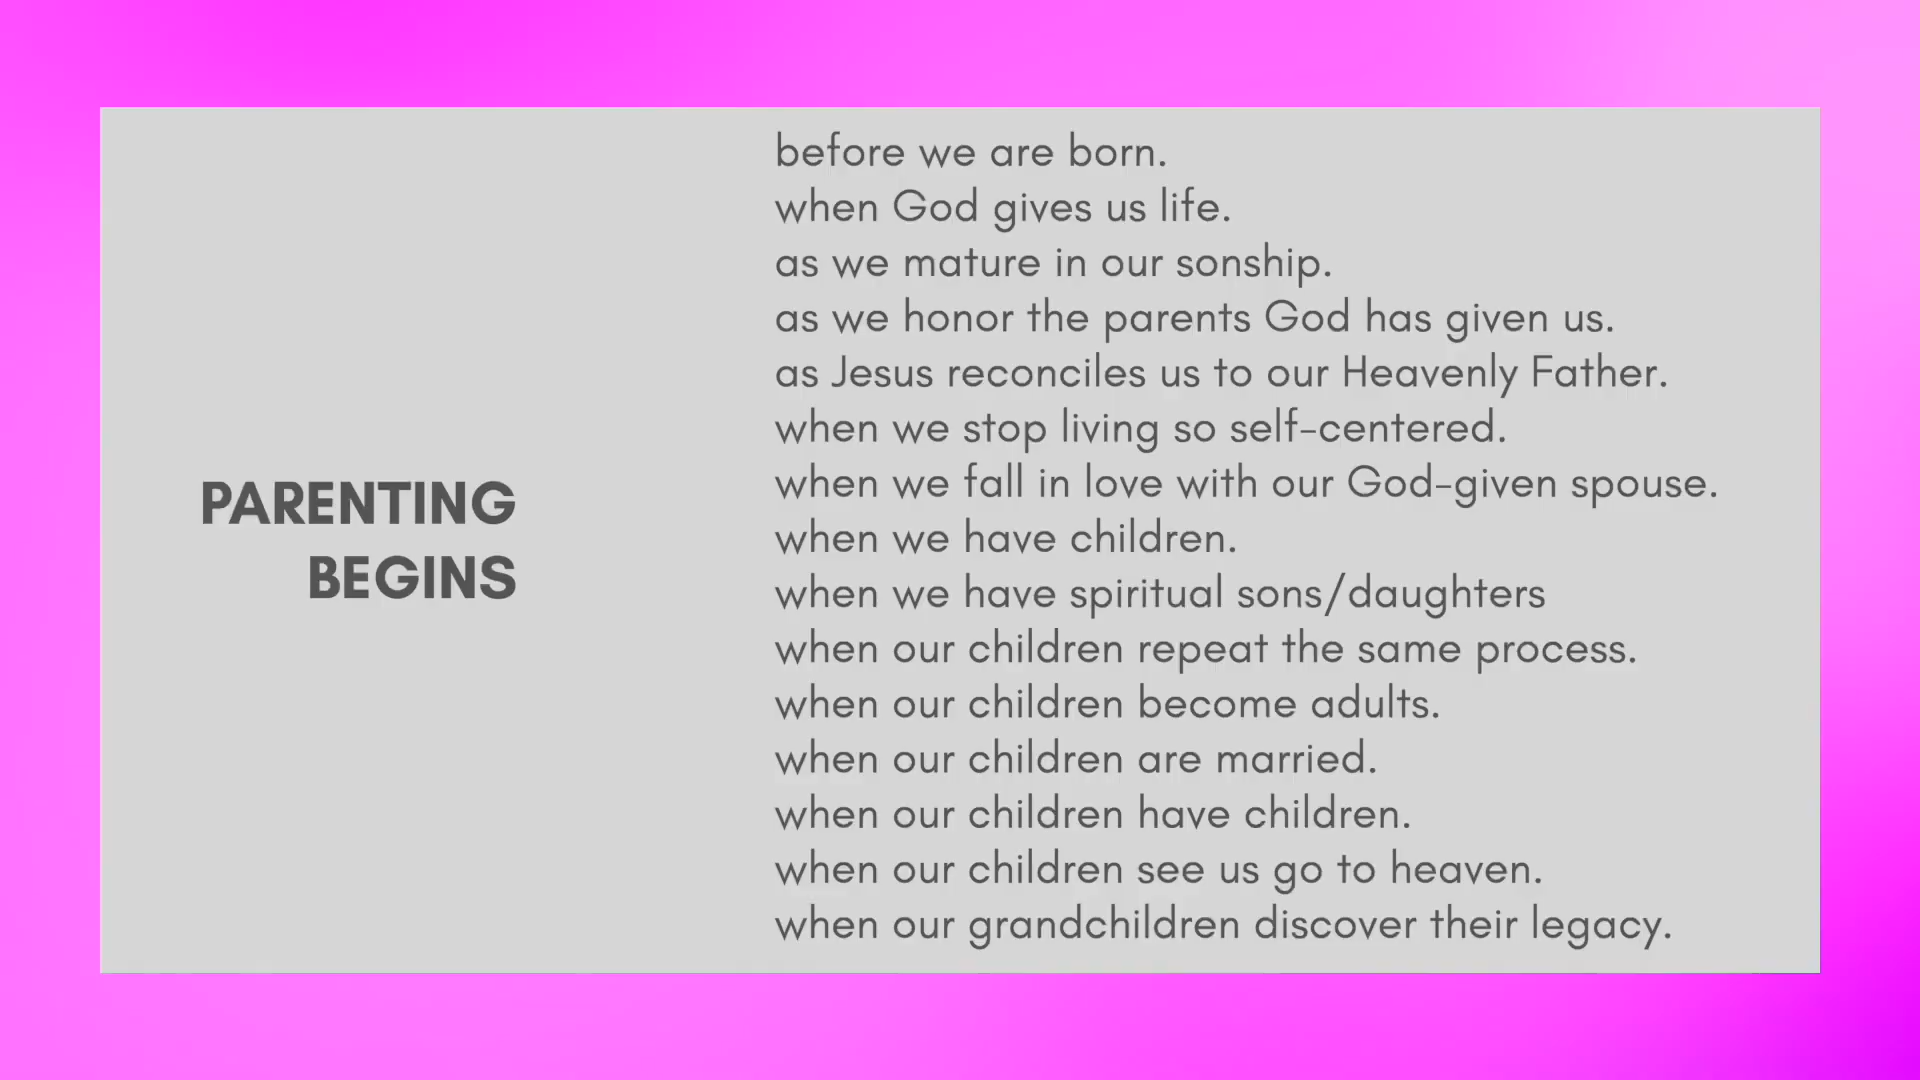 PARENTING
BEGINS
before we are born.
when God gives us life.
as we mature in our sonship.
as we honor the parents God has given us.
as Jesus reconciles us to our Heavenly Father.
when we stop living so self-centered.
when we fall in love with our God-given spouse.
when we have children.
when we have spiritual sons/daughters
when our children repeat the same process.
when our children become adults.
when our children are married.
when our children have children.
when our children see us go to heaven.
when our grandchildren discover their legacy.